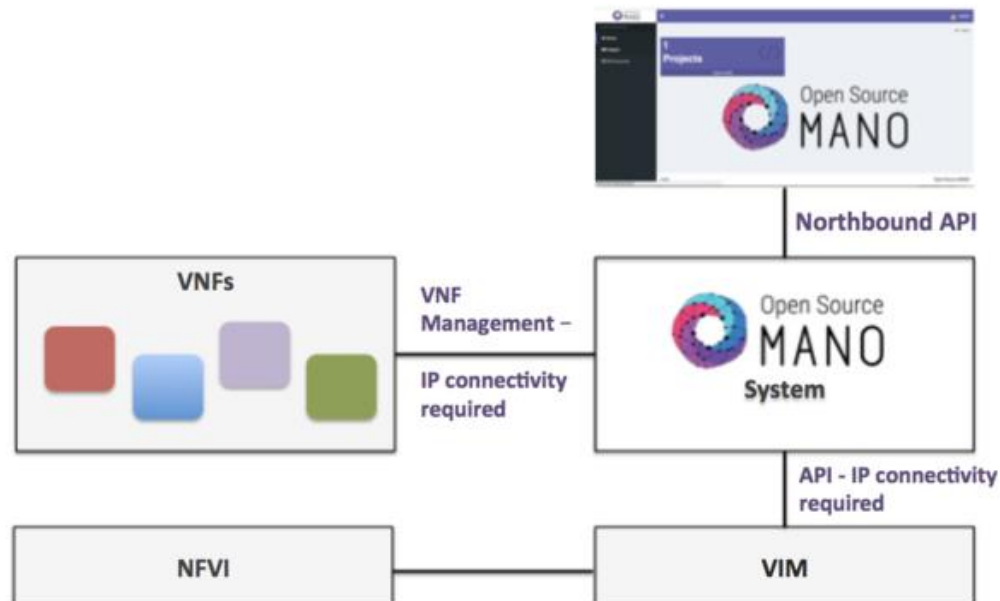 1
Projects
Open Source
MANO
Northbound API
VNFs
VNF
Management –
IP connectivity
required
Open Source
MANO
System
API - IP connectivity
required
NFVI
VIM